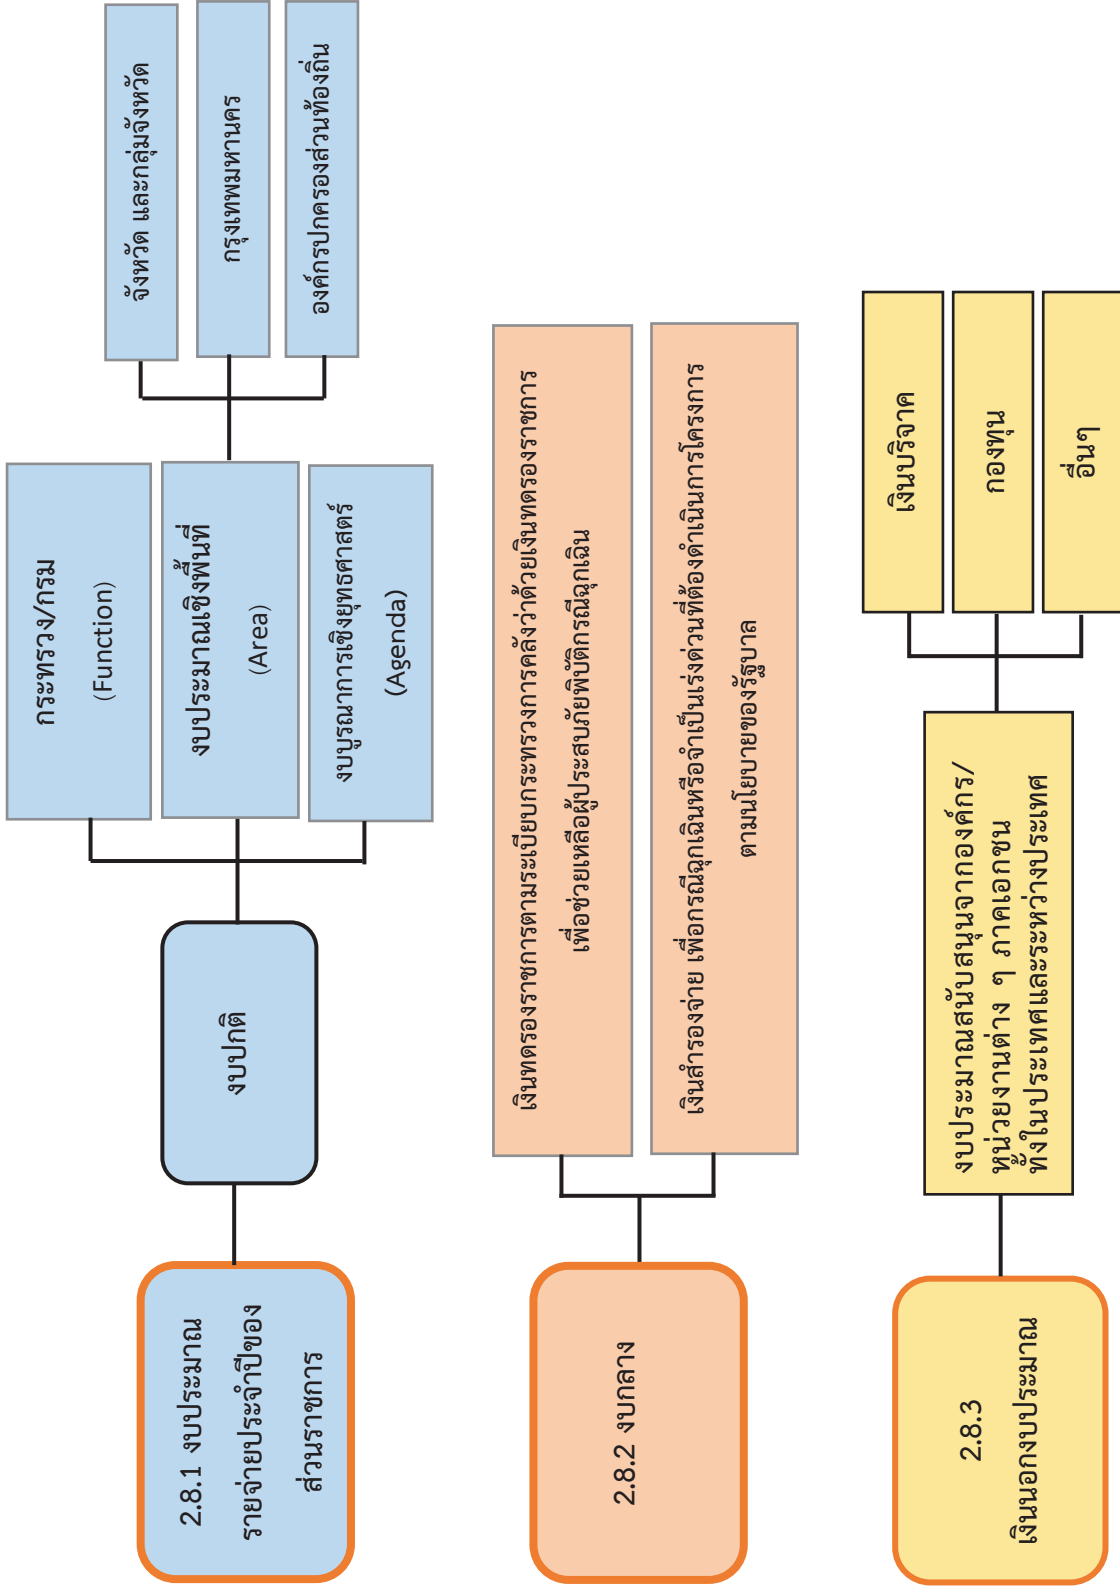 2.8.1 งบประมาณ
รายจ่ายประจำปีของ
ส่วนราชการ
งบปกติ
กระทรวง/กรม
(Function)
งบประมาณเชิงพื้นที่
(Area)
งบบูรณาการเชิงยุทธศาสตร์
(Agenda)
จังหวัด และกลุ่มจังหวัด
กรุงเทพมหานคร
องค์กรปกครองส่วนท้องถิ่น
2.8.2 งบกลาง
เงินทดรองราชการตามระเบียบกระทรวงการคลังว่าด้วยเงินทดรองราชการ
เพื่อช่วยเหลือผู้ประสบภัยพิบัติกรณีฉุกเฉิน
เงินสำรองจ่าย เพื่อกรณีฉุกเฉินหรือจำเป็นเร่งด่วนที่ต้องดำเนินการโครงการ
ตามนโยบายของรัฐบาล
2.8.3
เงินนอกงบประมาณ
งบประมาณสนับสนุนจากองค์กร/
หน่วยงานต่าง ๆ ภาคเอกชน
ทั้งในประเทศและระหว่างประเทศ
เงินบริจาค
กองทุน
อื่นๆ